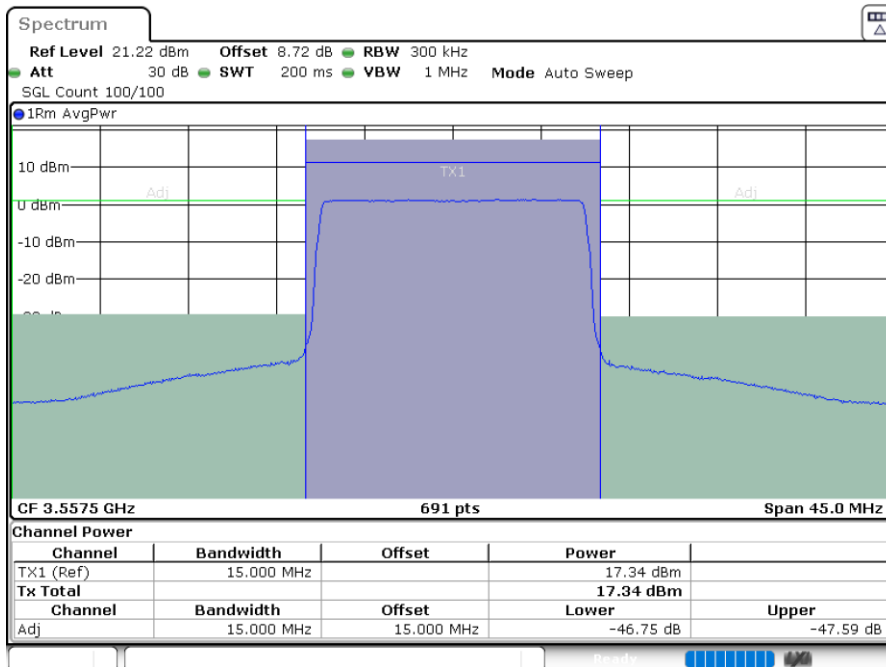 Spectrum
Ref Level 21.22 dBm Offset 8.72 dB RBW 300 kHz
Att 30 dB SWT 200 ms VBW 1 MHz Mode Auto Sweep
SGL Count 100/100
1Rm AvgPwr
10 dBm
TX1
Adj Adj
0 dBm
-10 dBm
-20 dBm
CF 3.5575 GHz 691 pts Span 45.0 MHz
Channel Power
Channel Bandwidth Offset Power
TX1 (Ref) 15.000 MHz 17.34 dBm
Tx Total 17.34 dBm
Channel Bandwidth Offset Lower Upper
Adj 15.000 MHz 15.000 MHz -46.75 dB -47.59 dB
Ready